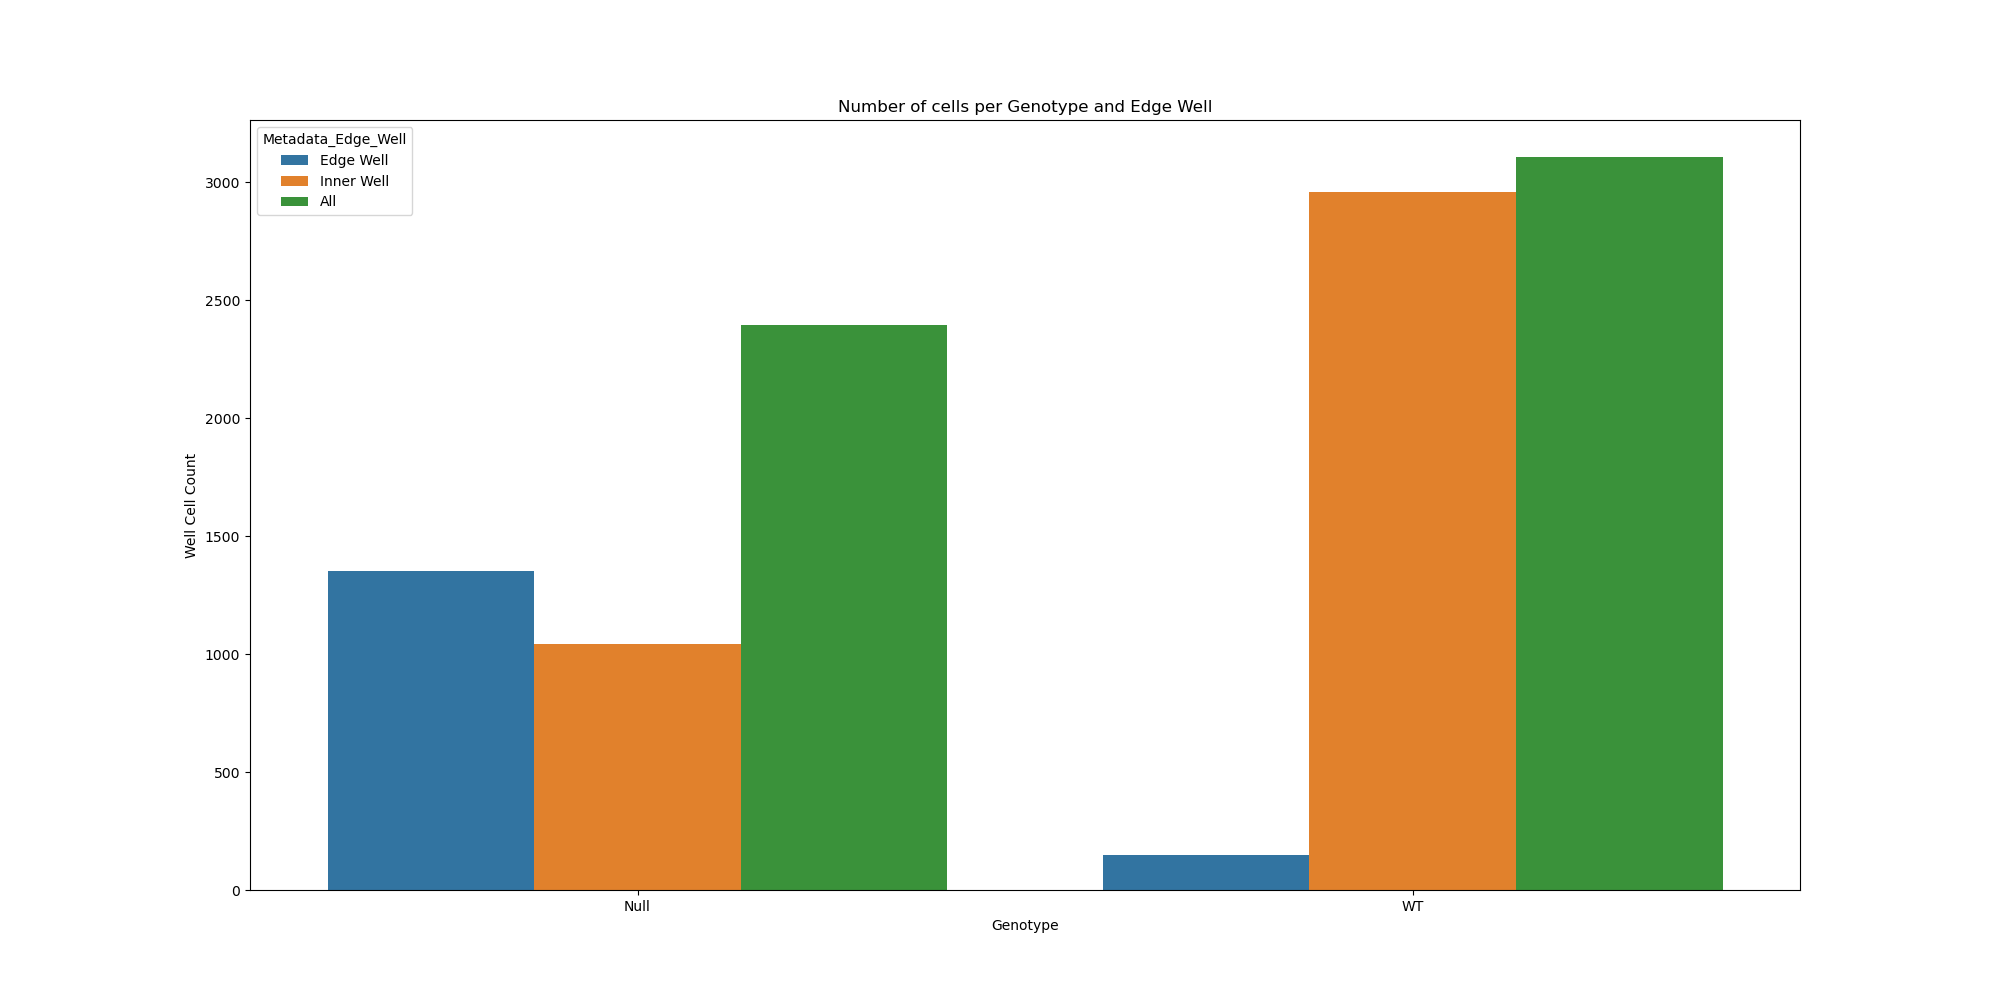 Number of cells per Genotype and Edge Well
Metadata_Edge_Well
Edge Well
Inner Well
All
3000
2500
2000
1500
1000
500
0
Well Cell Count
Null
WT
Genotype